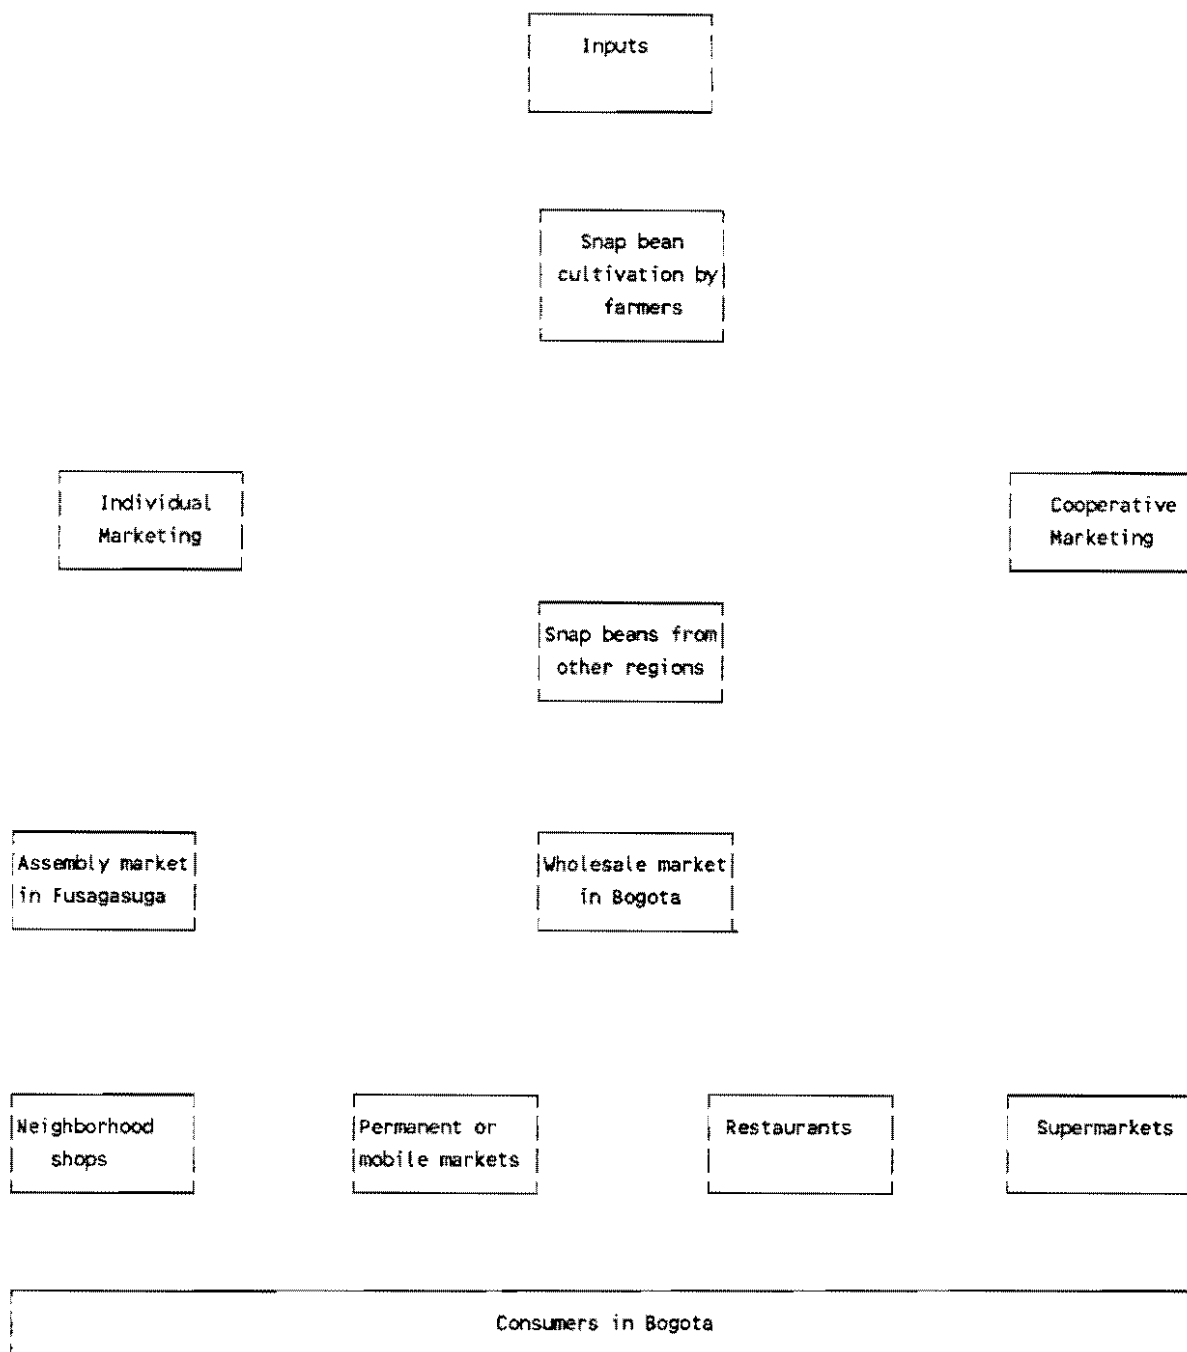 Inputs
Snap bean
cultivation by
farmers
Individual
Marketing
Cooperative
Marketing
Snap beans from
other regions
Assembly market
in Fusagasuga
Wholesale market
in Bogota
Neighborhood
shops
Permanent or
mobile markets
Restaurants
Supermarkets
Consumers in Bogota